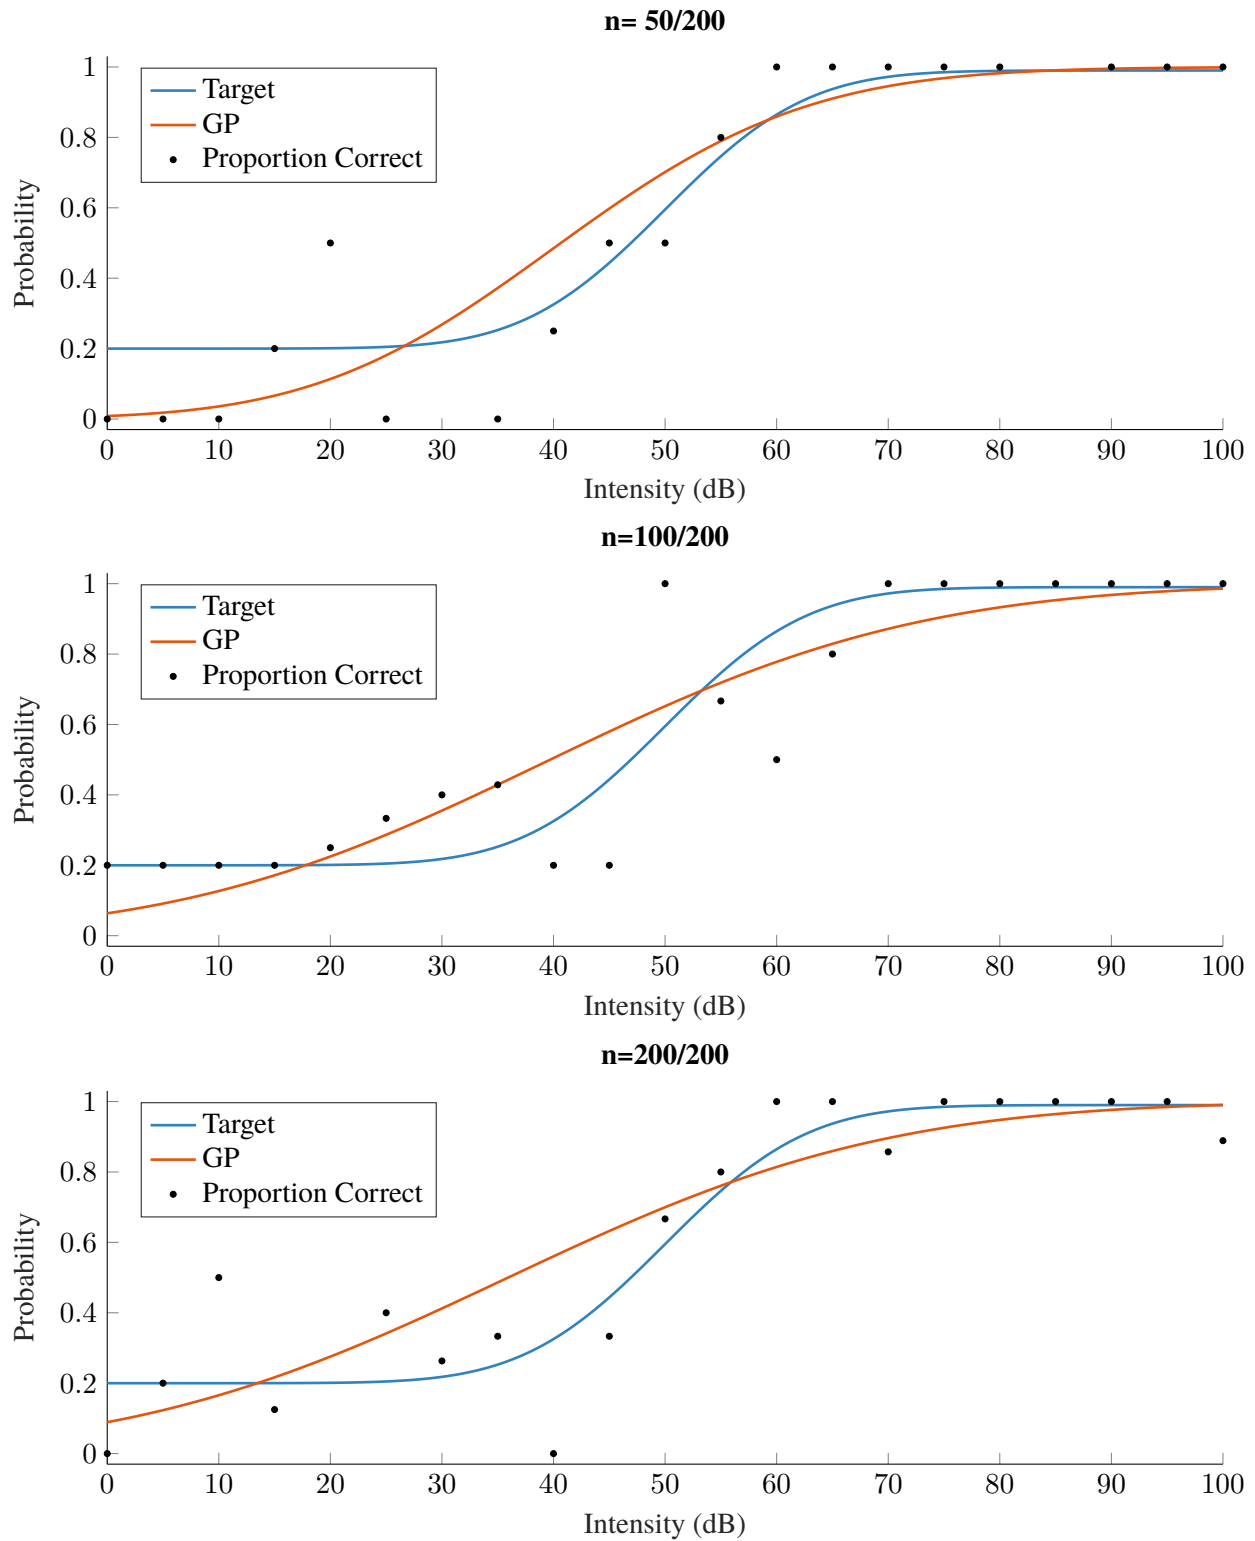 n= 50/200
1
0.8
0.6
0.4
0.2
0
Probability
Target
GP
Proportion Correct
0 10 20 30 40 50 60 70 80 90 100
Intensity (dB)
n=100/200
1
0.8
0.6
0.4
0.2
0
Probability
Target
GP
Proportion Correct
0 10 20 30 40 50 60 70 80 90 100
Intensity (dB)
n=200/200
1
0.8
0.6
0.4
0.2
0
Probability
Target
GP
Proportion Correct
0 10 20 30 40 50 60 70 80 90 100
Intensity (dB)